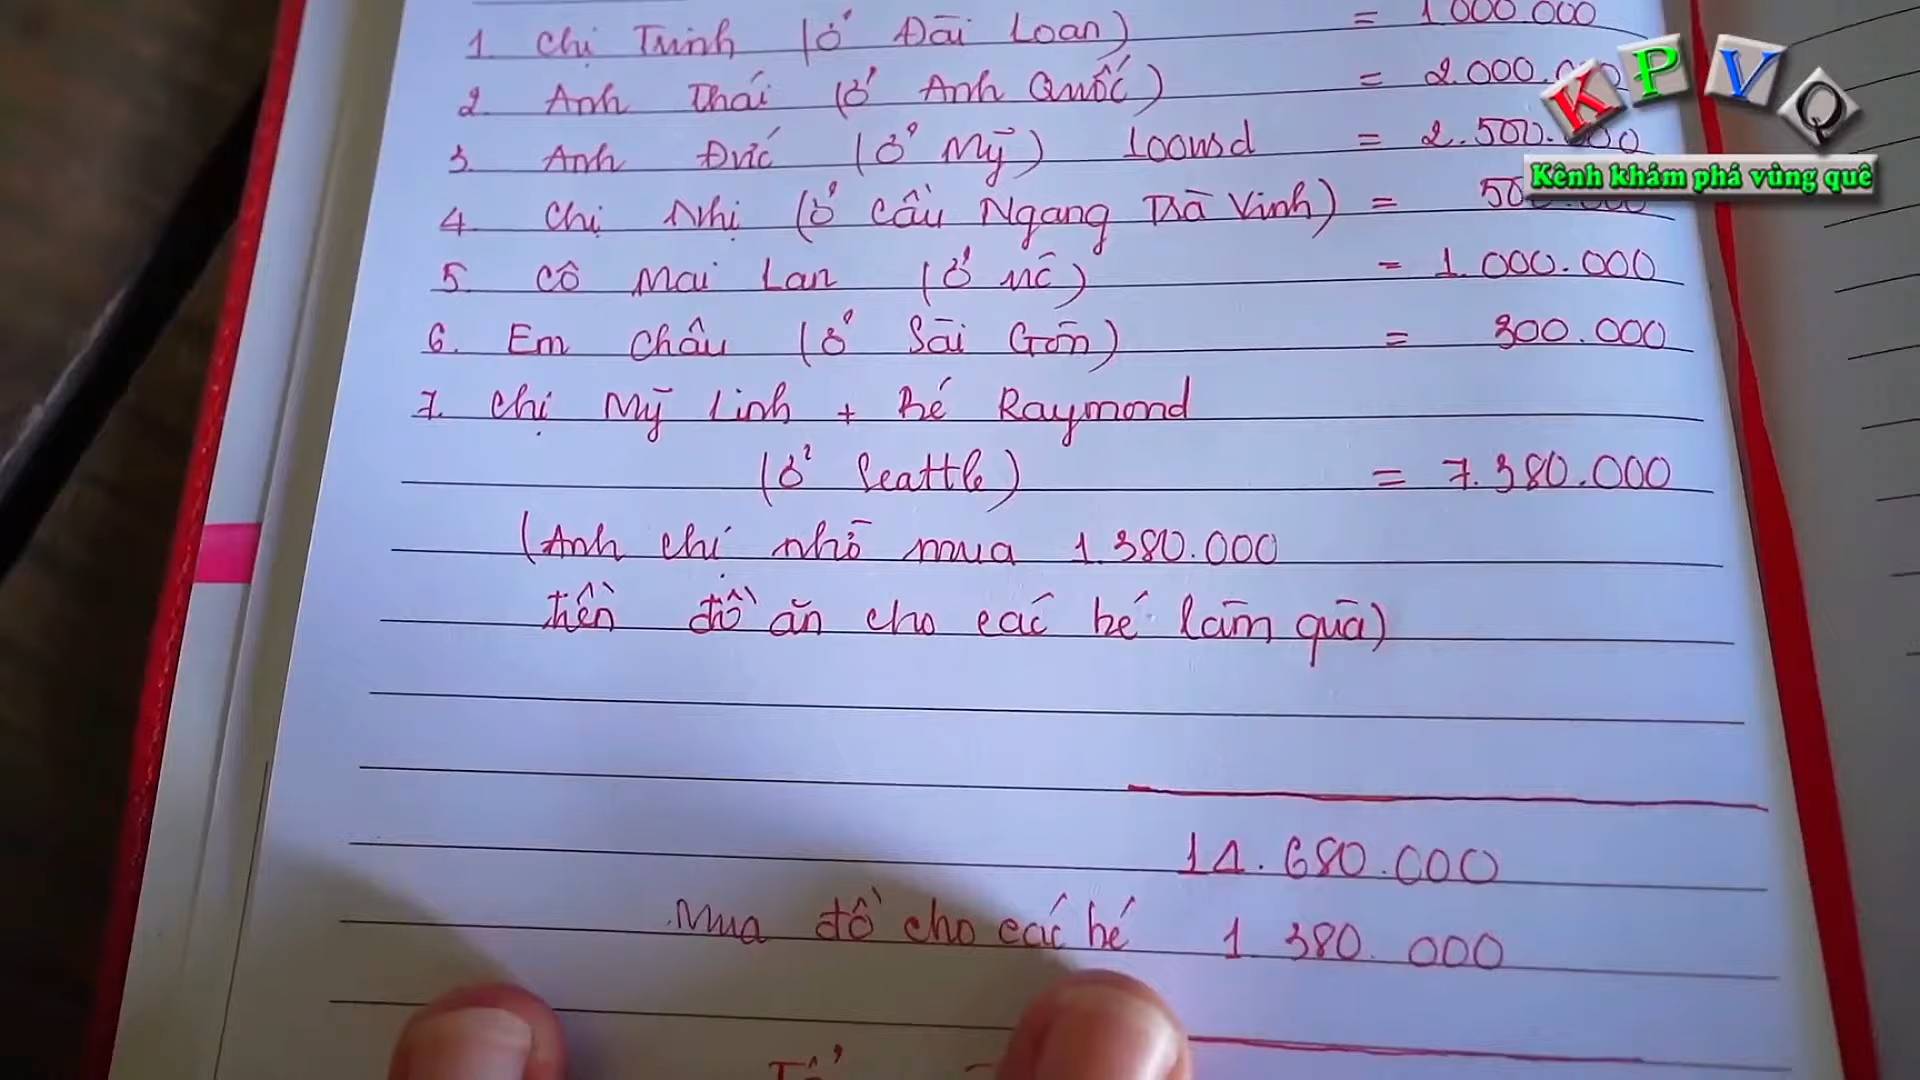 1. Chị Trinh (ở Đài Loan) = 1 000 000
2. Anh Thái (ở Anh Quốc) = 2.000.
3. Anh Đức (ở Mỹ) 100usd = 2.500.000
4. Chị Nhị (ở Cầu Ngang Trà Vinh) = 500.000
5. Cô Mai Lan (ở Úc) = 1.000.000
6. Em Châu (ở Sài Gòn) = 300.000
7. Chị Mỹ Linh + Bé Raymond
(ở Seattle) = 7.380.000
(Anh chị nhờ mua 1.380.000
tiền đồ ăn cho các bé làm quà)
14.680.000
Mua đồ cho các bé 1 380.000
KPVQ
Kênh khám phá vùng quê